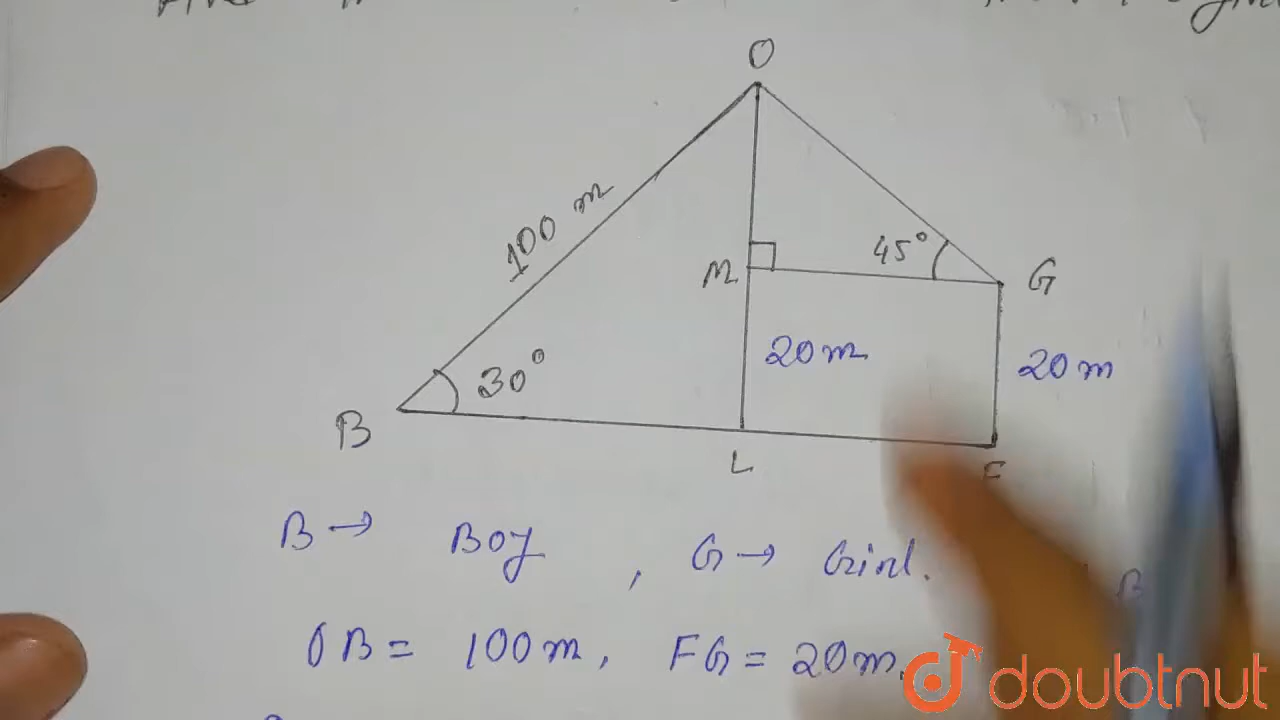 O
100 m
45°
M
G
20 m
20 m
30°
B
L
F
B → Boy , G → Girl.
B
OB = 100 m, FG = 20 m,
doubtnut